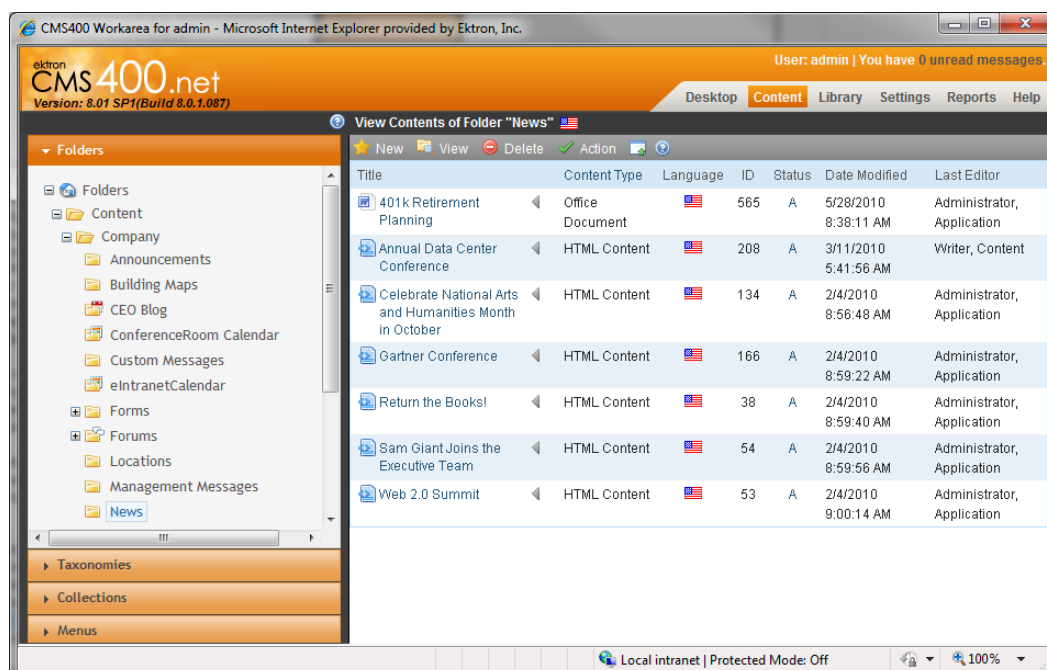 CMS400 Workarea for admin - Microsoft Internet Explorer provided by Ektron, Inc.
ektron
CMS400.net
Version: 8.01 SP1(Build 8.0.1.087)
User: admin | You have 0 unread messages.
Desktop Content Library Settings Reports Help
View Contents of Folder "News"
Folders
New View Delete Action
Title Content Type Language ID Status Date Modified Last Editor
Folders
Content
Company
Announcements
Building Maps
CEO Blog
ConferenceRoom Calendar
Custom Messages
eIntranetCalendar
Forms
Forums
Locations
Management Messages
News
401k Retirement Office 565 A 5/28/2010 Administrator,
Planning Document 8:38:11 AM Application
Annual Data Center HTML Content 208 A 3/11/2010 Writer, Content
Conference 5:41:56 AM
Celebrate National Arts HTML Content 134 A 2/4/2010 Administrator,
and Humanities Month 8:56:48 AM Application
in October
Gartner Conference HTML Content 166 A 2/4/2010 Administrator,
8:59:22 AM Application
Return the Books! HTML Content 38 A 2/4/2010 Administrator,
8:59:40 AM Application
Sam Giant Joins the HTML Content 54 A 2/4/2010 Administrator,
Executive Team 8:59:56 AM Application
Web 2.0 Summit HTML Content 53 A 2/4/2010 Administrator,
9:00:14 AM Application
Taxonomies
Collections
Menus
Local intranet | Protected Mode: Off 100%